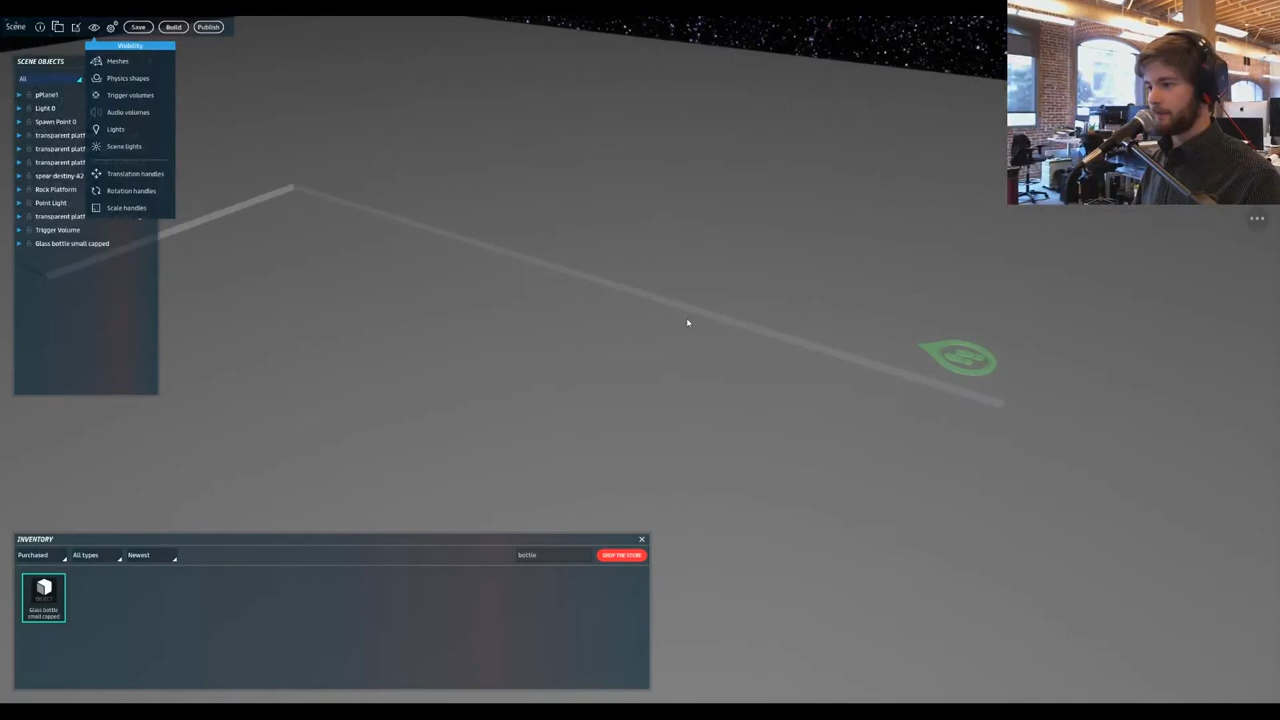 Scene
Save
Build
Publish
Visibility
Meshes
Physics shapes
Trigger volumes
Audio volumes
Lights
Scene lights
Translation handles
Rotation handles
Scale handles
SCENE OBJECTS
All
pPlane1
Light 0
Spawn Point 0
transparent platf
transparent platf
transparent platf
spear-destiny-A2
Rock Platform
Point Light
transparent platf
Trigger Volume
Glass bottle small capped
INVENTORY
Purchased
All types
Newest
bottle
SHOP THE STORE
OBJECT
Glass bottle
small capped